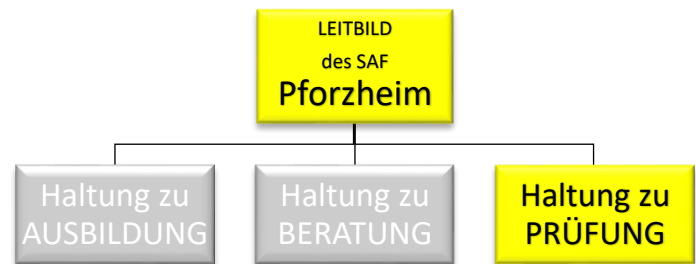 LEITBILD
des SAF
Pforzheim
Haltung zu
AUSBILDUNG
Haltung zu
BERATUNG
Haltung zu
PRÜFUNG